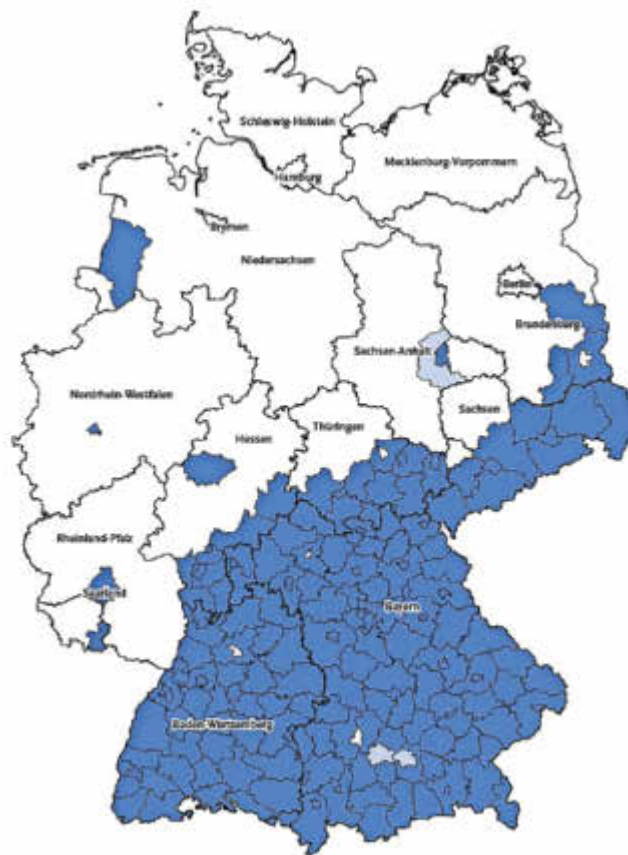 Schleswig-Holstein
Mecklenburg-Vorpommern
Hamburg
Bremen
Niedersachsen
Berlin
Brandenburg
Sachsen-Anhalt
Nordrhein-Westfalen
Sachsen
Hessen
Thüringen
Rheinland-Pfalz
Saarland
Bayern
Baden-Württemberg